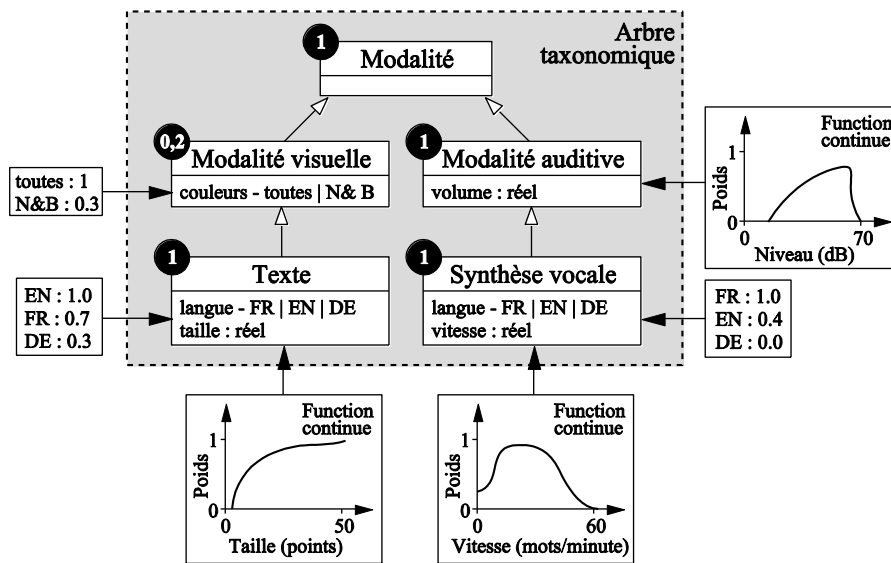 Arbre
taxonomique
1
Modalité
0,2
Modalité visuelle
couleurs - toutes | N& B
1
Modalité auditive
volume : réel
toutes : 1
N&B : 0.3
Function
continue
Poids
1
0
0
70
Niveau (dB)
1
Texte
langue - FR | EN | DE
taille : réel
1
Synthèse vocale
langue - FR | EN | DE
vitesse : réel
EN : 1.0
FR : 0.7
DE : 0.3
FR : 1.0
EN : 0.4
DE : 0.0
Function
continue
Poids
1
0
0
50
Taille (points)
Function
continue
Poids
1
0
0
60
Vitesse (mots/minute)